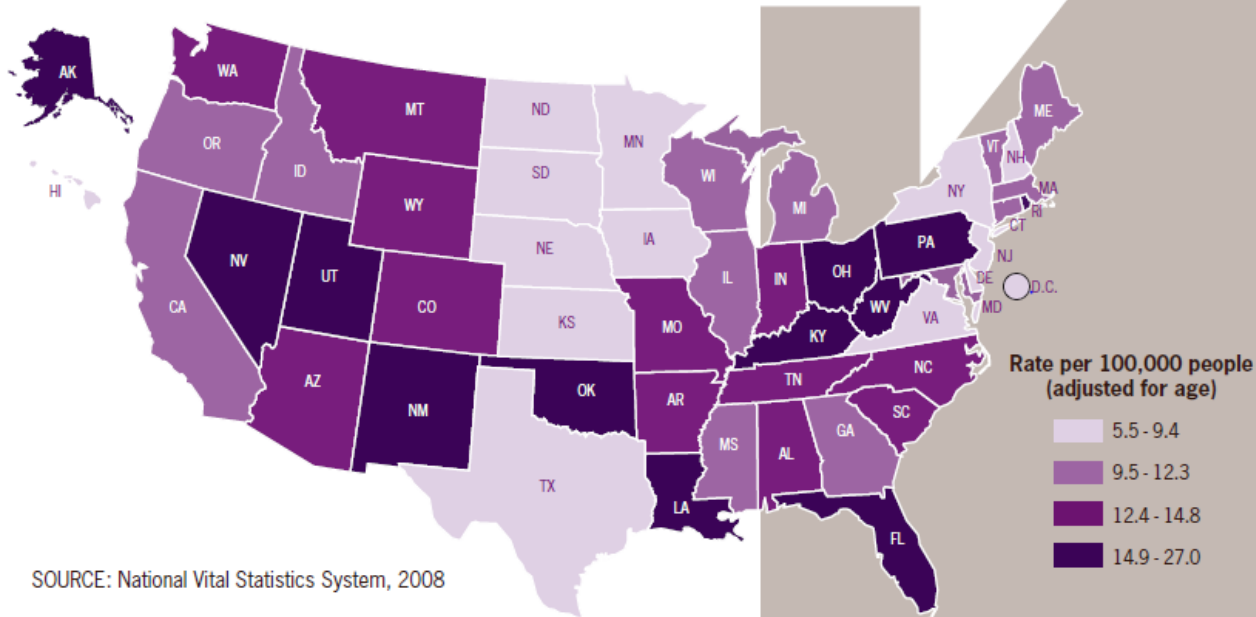 AK
WA
MT
ND
MN
ME
OR
ID
SD
WI
VT
NH
HI
WY
MI
NY
MA
RI
CT
NE
IA
PA
NV
UT
NJ
OH
IL
IN
DE
D.C.
CA
CO
MD
WV
VA
KS
MO
KY
Rate per 100,000 people
(adjusted for age)
NC
TN
AZ
OK
AR
NM
SC
5.5 - 9.4
GA
MS
AL
9.5 - 12.3
TX
LA
12.4 - 14.8
FL
14.9 - 27.0
SOURCE: National Vital Statistics System, 2008